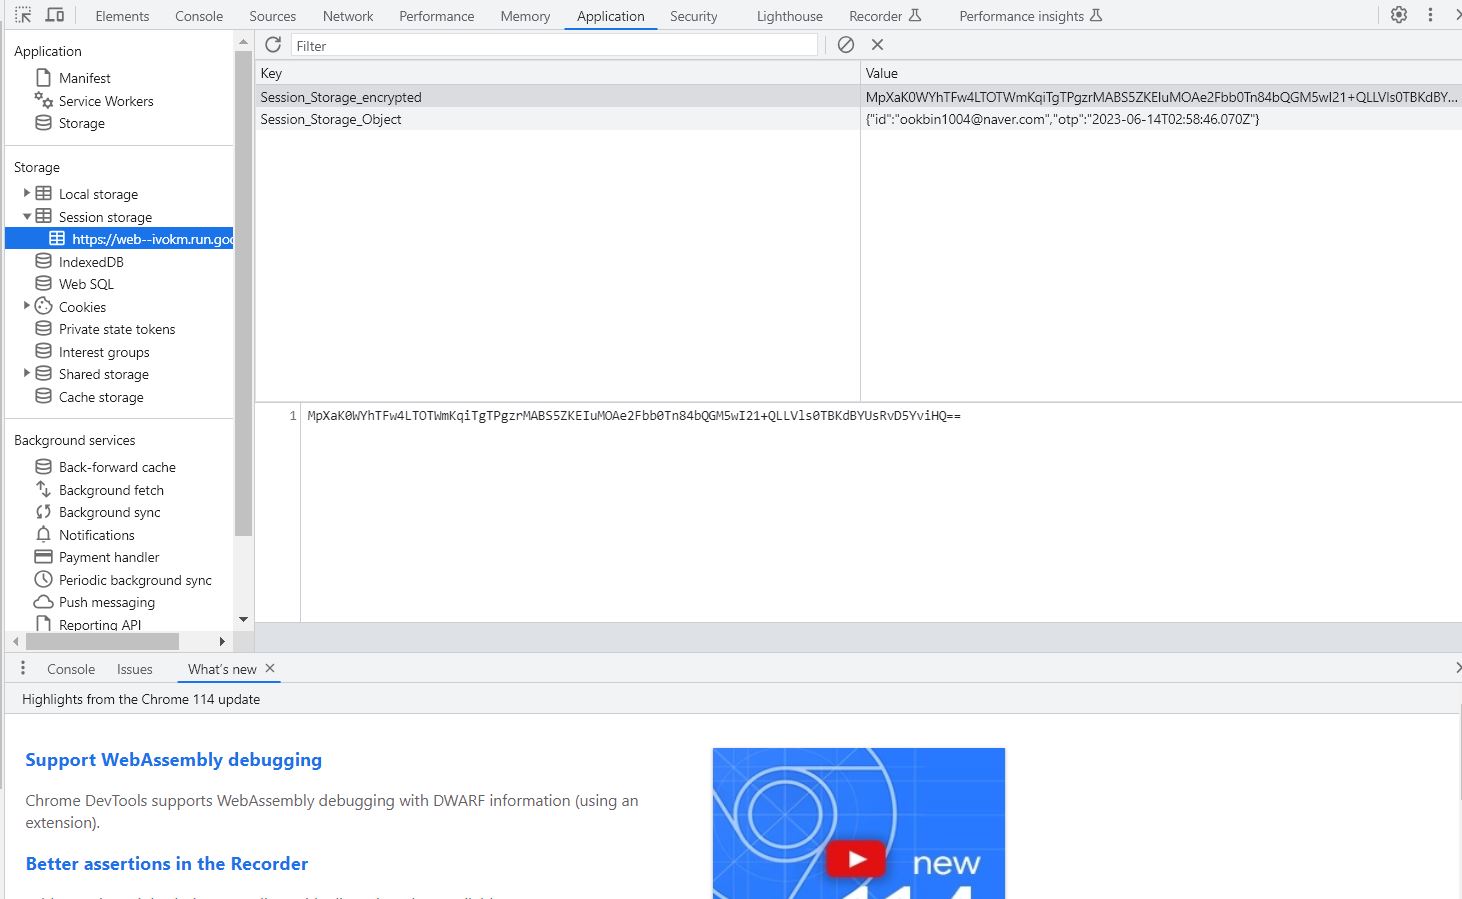 Elements Console Sources Network Performance Memory Application Security Lighthouse Recorder Performance insights
Application
Manifest
Service Workers
Storage
Storage
Local storage
Session storage
https://web--ivokm.run.goo
IndexedDB
Web SQL
Cookies
Private state tokens
Interest groups
Shared storage
Cache storage
Background services
Back-forward cache
Background fetch
Background sync
Notifications
Payment handler
Periodic background sync
Push messaging
Reporting API
Filter
Key Value
Session_Storage_encrypted MpXaK0WYhTFw4LTOTWmKqiTgTPgzrMABS5ZKEIuMOAe2Fbb0Tn84bQGM5wI21+QLLVls0TBKdBY...
Session_Storage_Object {"id":"ookbin1004@naver.com","otp":"2023-06-14T02:58:46.070Z"}
1 MpXaK0WYhTFw4LTOTWmKqiTgTPgzrMABS5ZKEIuMOAe2Fbb0Tn84bQGM5wI21+QLLVls0TBKdBYUsRvD5YviHQ==
Console Issues What's new
Highlights from the Chrome 114 update
Support WebAssembly debugging
Chrome DevTools supports WebAssembly debugging with DWARF information (using an
extension).
Better assertions in the Recorder
new
114